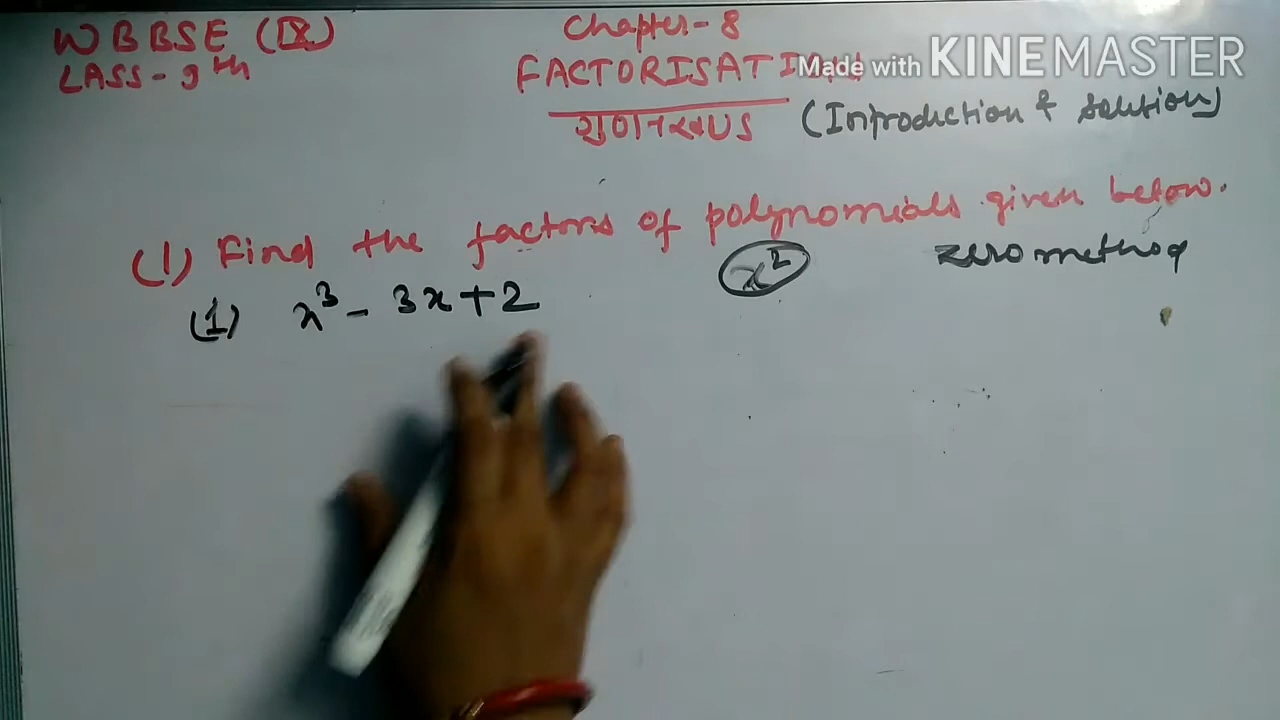 WBBSE (IX)
LASS - 9th
Chapter - 8
FACTORISATION
Made with KINEMASTER
(Introduction & Solution)
(1) Find the factors of polynomials given below.
x² zero method
(1) x³ - 3x + 2